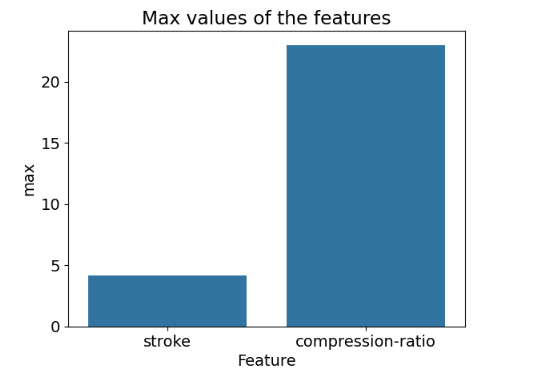 Max values of the features
20
15
10
5
0
max
stroke
compression-ratio
Feature